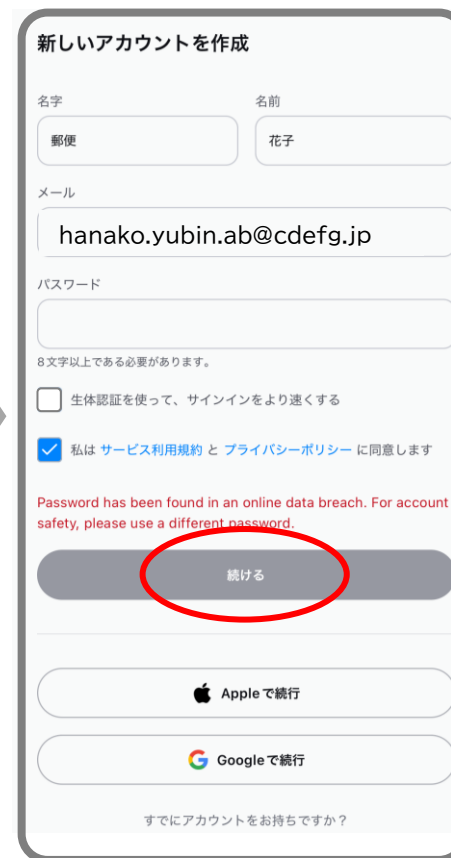 新しいアカウントを作成
名字 名前
郵便 花子
メール
hanako.yubin.ab@cdefg.jp
パスワード
8文字以上である必要があります。
生体認証を使って、サインインをより速くする
私は サービス利用規約 と プライバシーポリシー に同意します
Password has been found in an online data breach. For account
safety, please use a different password.
続ける
Appleで続行
Googleで続行
すでにアカウントをお持ちですか？